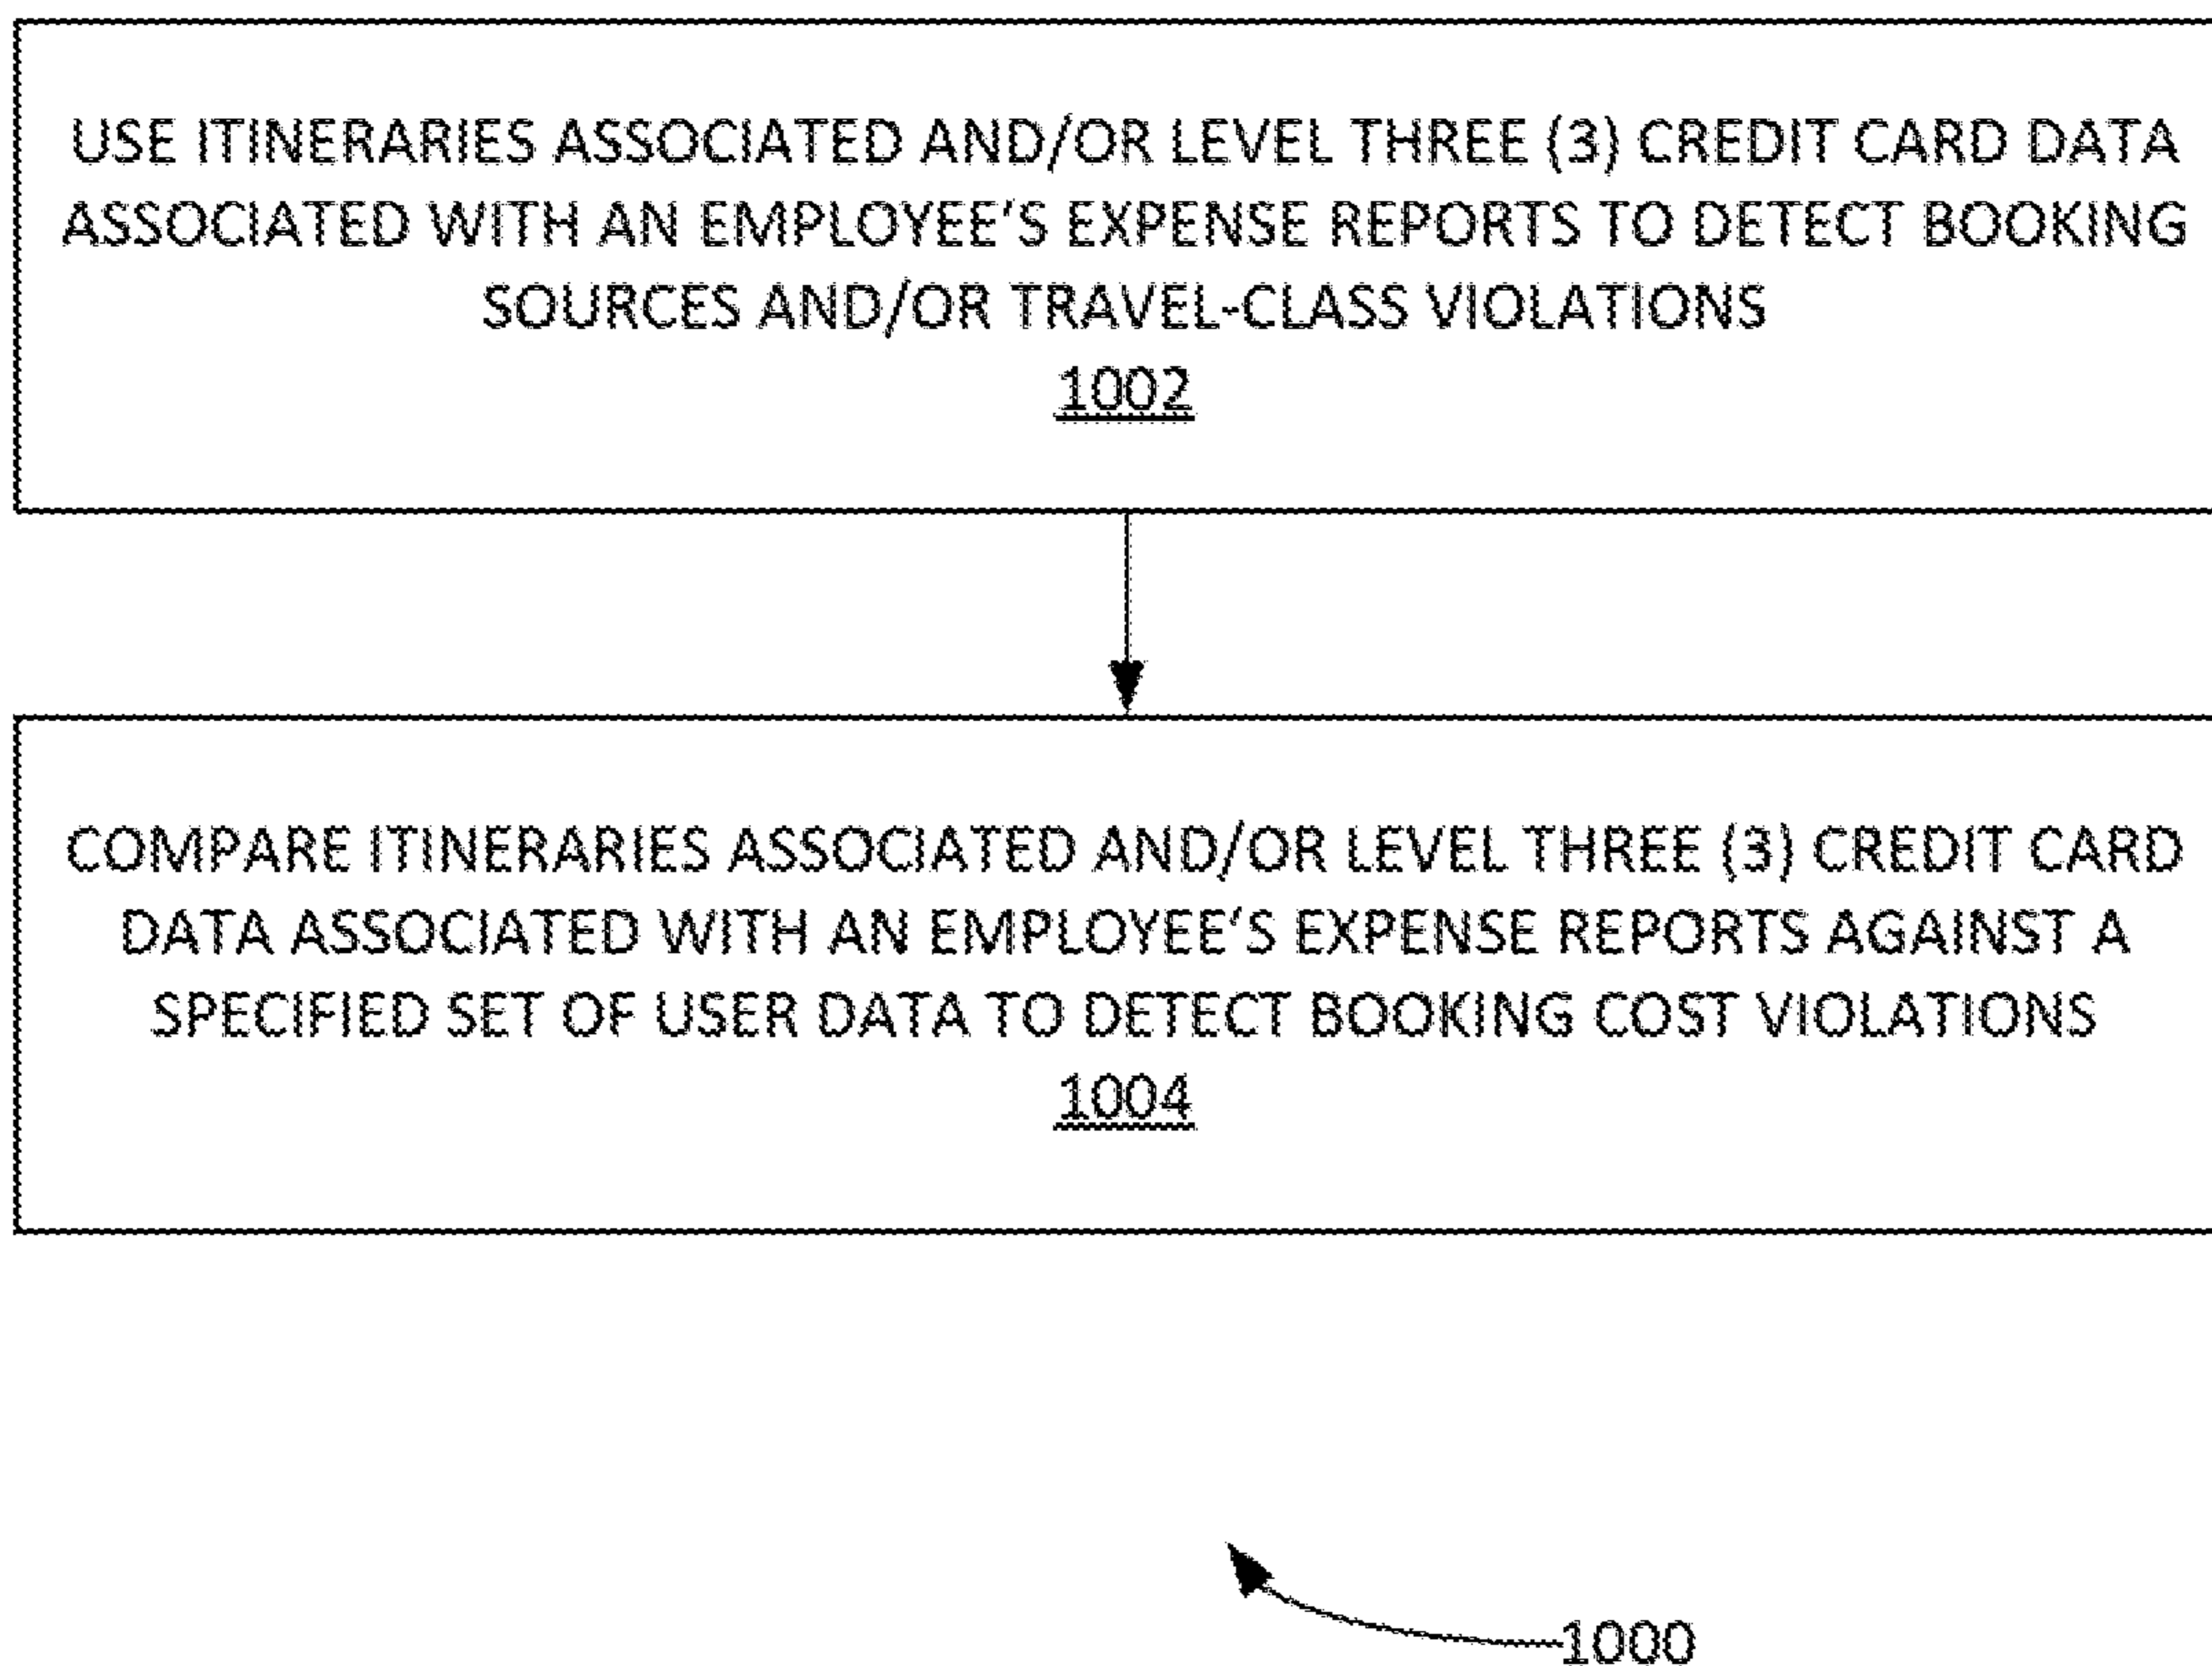 USE ITINERARIES ASSOCIATED AND/OR LEVEL THREE (3) CREDIT CARD DATA
ASSOCIATED WITH AN EMPLOYEE'S EXPENSE REPORTS TO DETECT BOOKING
SOURCES AND/OR TRAVEL-CLASS VIOLATIONS
1002
COMPARE ITINERARIES ASSOCIATED AND/OR LEVEL THREE (3) CREDIT CARD
DATA ASSOCIATED WITH AN EMPLOYEE'S EXPENSE REPORTS AGAINST A
SPECIFIED SET OF USER DATA TO DETECT BOOKING COST VIOLATIONS
1004
1000